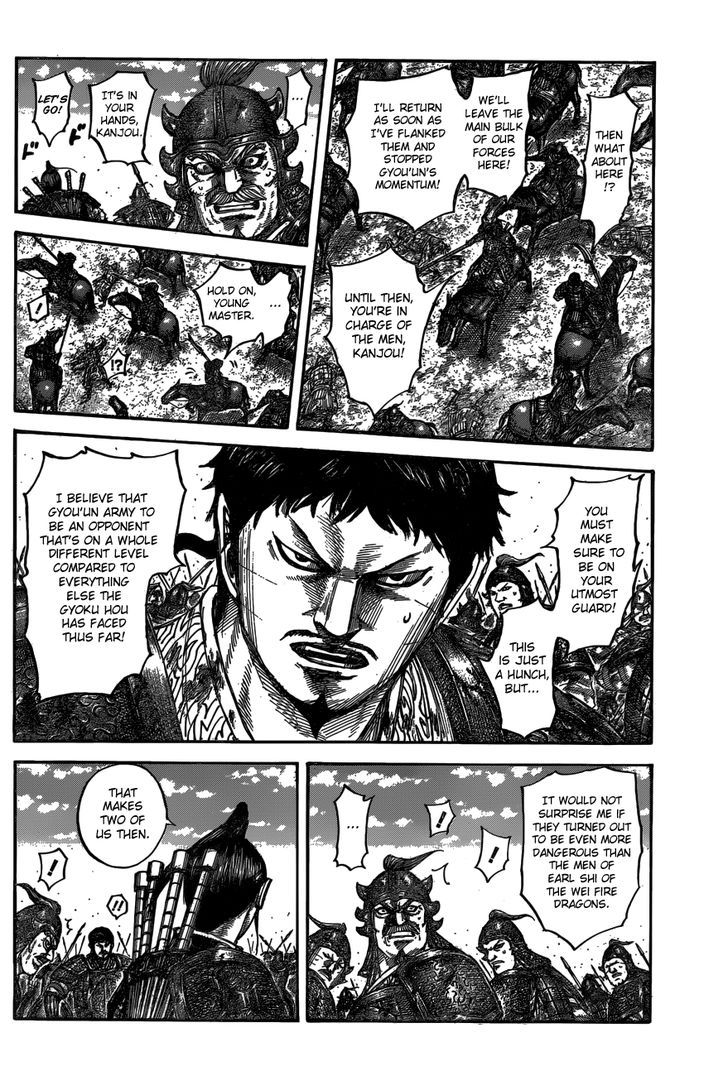 THEN
WHAT
ABOUT
HERE
!?
WE'LL
LEAVE THE
MAIN BULK
OF OUR
FORCES
HERE!
I'LL RETURN
AS SOON AS
I'VE FLANKED
THEM AND
STOPPED
GYOU'UN'S
MOMENTUM!
UNTIL THEN,
YOU'RE IN
CHARGE OF
THE MEN,
KANJOU!
...
IT'S IN
YOUR
HANDS,
KANJOU.
LET'S
GO!
ドド
...
HOLD ON,
YOUNG
MASTER.
!?
!
YOU
MUST
MAKE
SURE TO
BE ON
YOUR
UTMOST
GUARD!
THIS
IS JUST
A HUNCH,
BUT...
I BELIEVE THAT
GYOU'UN ARMY TO
BE AN OPPONENT
THAT'S ON A WHOLE
DIFFERENT LEVEL
COMPARED TO
EVERYTHING
ELSE THE
GYOKU HOU
HAS FACED
THUS FAR!
IT WOULD NOT
SURPRISE ME IF
THEY TURNED OUT
TO BE EVEN MORE
DANGEROUS THAN
THE MEN OF
EARL SHI OF
THE WEI FIRE
DRAGONS.
!
!
...
THAT
MAKES
TWO OF
US THEN.
!!
!